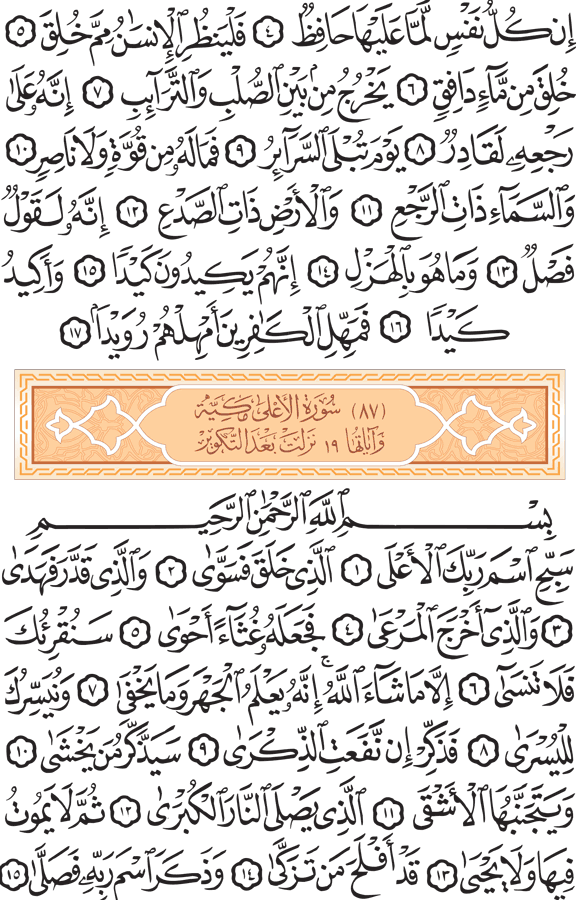 إِن كُلُّ نَفۡسٖ لَّمَّا عَلَيۡهَا حَافِظٞ ٤ فَلۡيَنظُرِ ٱلۡإِنسَٰنُ مِمَّ خُلِقَ ٥
خُلِقَ مِن مَّآءٖ دَافِقٖ ٦ يَخۡرُجُ مِنۢ بَيۡنِ ٱلصُّلۡبِ وَٱلتَّرَآئِبِ ٧ إِنَّهُۥ عَلَىٰ
رَجۡعِهِۦ لَقَادِرٞ ٨ يَوۡمَ تُبۡلَى ٱلسَّرَآئِرُ ٩ فَمَا لَهُۥ مِن قُوَّةٖ وَلَا نَاصِرٖ ١٠
وَٱلسَّمَآءِ ذَاتِ ٱلرَّجۡعِ ١١ وَٱلۡأَرۡضِ ذَاتِ ٱلصَّدۡعِ ١٢ إِنَّهُۥ لَقَوۡلٞ
فَصۡلٞ ١٣ وَمَا هُوَ بِٱلۡهَزۡلِ ١٤ إِنَّهُمۡ يَكِيدُونَ كَيۡدٗا ١٥ وَأَكِيدُ
كَيۡدٗا ١٦ فَمَهِّلِ ٱلۡكَٰفِرِينَ أَمۡهِلۡهُمۡ رُوَيۡدَۢا ١٧
(٨٧) سُورَةِ الأَعْلَىٰ مَكِّيَّة
وَآيَاتُهَا ١٩ نَزَلَتْ بَعْدَ التَّكْوِير
بِسۡمِ ٱللَّهِ ٱلرَّحۡمَٰنِ ٱلرَّحِيمِ
سَبِّحِ ٱسۡمَ رَبِّكَ ٱلۡأَعۡلَى ١ ٱلَّذِي خَلَقَ فَسَوَّىٰ ٢ وَٱلَّذِي قَدَّرَ فَهَدَىٰ
٣ وَٱلَّذِيٓ أَخۡرَجَ ٱلۡمَرۡعَىٰ ٤ فَجَعَلَهُۥ غُثَآءً أَحۡوَىٰ ٥ سَنُقۡرِئُكَ
فَلَا تَنسَىٰٓ ٦ إِلَّا مَا شَآءَ ٱللَّهُۚ إِنَّهُۥ يَعۡلَمُ ٱلۡجَهۡرَ وَمَا يَخۡفَىٰ ٧ وَنُيَسِّرُكَ
لِلۡيُسۡرَىٰ ٨ فَذَكِّرۡ إِن نَّفَعَتِ ٱلذِّكۡرَىٰ ٩ سَيَذَّكَّرُ مَن يَخۡشَىٰ ١٠
وَيَتَجَنَّبُهَا ٱلۡأَشۡقَى ١١ ٱلَّذِي يَصۡلَى ٱلنَّارَ ٱلۡكُبۡرَىٰ ١٢ ثُمَّ لَا يَمُوتُ
فِيهَا وَلَا يَحۡيَىٰ ١٣ قَدۡ أَفۡلَحَ مَن تَزَكَّىٰ ١٤ وَذَكَرَ ٱسۡمَ رَبِّهِۦ فَصَلَّىٰ ١٥